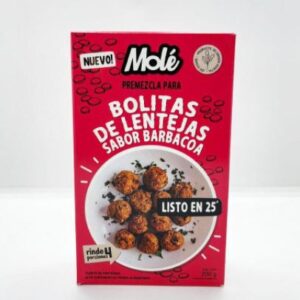 ¡NUEVO!
Molé
PREMEZCLA PARA
BOLITAS
DE LENTEJAS
SABOR BARBACOA
LISTO EN 25'
rinde 4
porciones